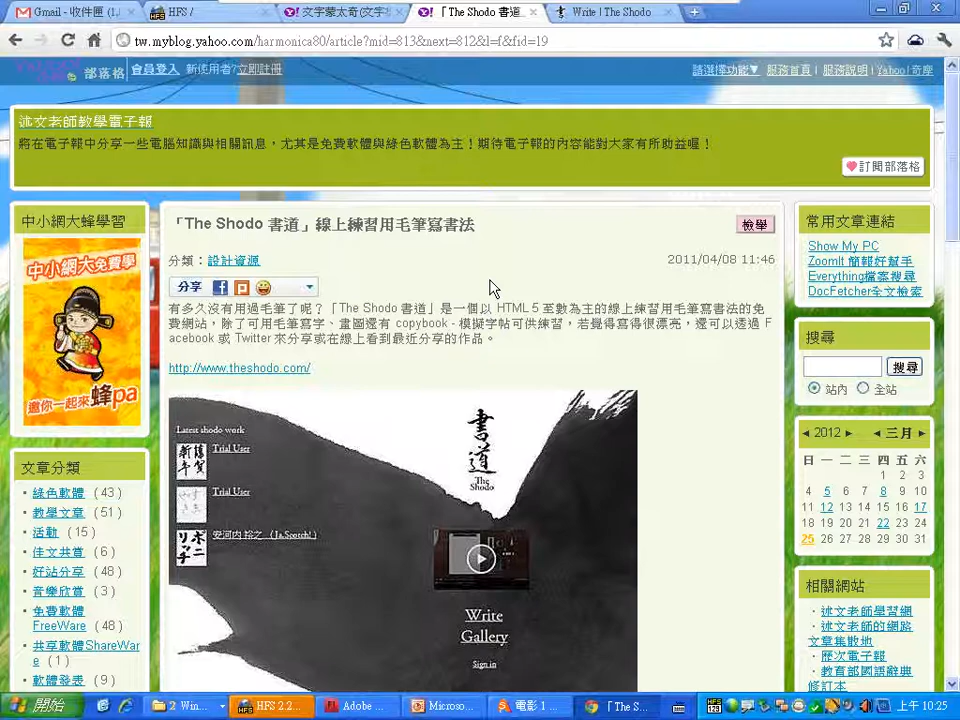 Gmail - 收件匣 (1,
HFS /
文字蒙太奇(文字
「The Shodo 書道
Write | The Shodo
tw.myblog.yahoo.com/harmonica80/article?mid=813&next=812&l=f&fid=19
部落格
會員登入 新使用者?立即註冊
請選擇功能▼ 服務首頁 | 服務說明 | Yahoo!奇摩
述文老師教學電子報
將在電子報中分享一些電腦知識與相關訊息，尤其是免費軟體與綠色軟體為主！期待電子報的內容能對大家有所助益喔！
訂閱部落格
中小網大蜂學習
中小網大免費學
邀你一起來蜂pa
文章分類
綠色軟體 (43)
教學文章 (51)
活動 (15)
佳文共賞 (6)
好站分享 (48)
音樂欣賞 (3)
免費軟體
FreeWare (48)
共享軟體ShareWar
e (1)
軟體發表 (9)
「The Shodo 書道」線上練習用毛筆寫書法
檢舉
分類：設計資源
2011/04/08 11:46
分享
有多久沒有用過毛筆了呢？「The Shodo 書道」是一個以 HTML 5 至數為主的線上練習用毛筆寫書法的免
費網站，除了可用毛筆寫字、畫圖還有 copybook - 模擬字帖可供練習，若覺得寫得很漂亮，還可以透過 F
acebook 或 Twitter 來分享或在線上看到最近分享的作品。
http://www.theshodo.com/
Latest shodo work
Trial User
Trial User
安河内 裕之 (Ja.Scotch!)
書道
The
Shodo
Write
Gallery
Sign in
常用文章連結
Show My PC
ZoomIt 簡報好幫手
Everything檔案搜尋
DocFetcher全文檢索
搜尋
搜尋
站內 全站
◄ 2012 ► ◄ 三月 ►
日 一 二 三 四 五 六
1 2 3
4 5 6 7 8 9 10
11 12 13 14 15 16 17
18 19 20 21 22 23 24
25 26 27 28 29 30 31
相關網站
述文老師學習網
述文老師的網路
文章集散地
歷次電子報
教育部國語辭典
修訂本
開始
2 Win...
HFS 2.2...
Adobe ...
Microso...
電影 1 ...
「The S...
上午 10:25